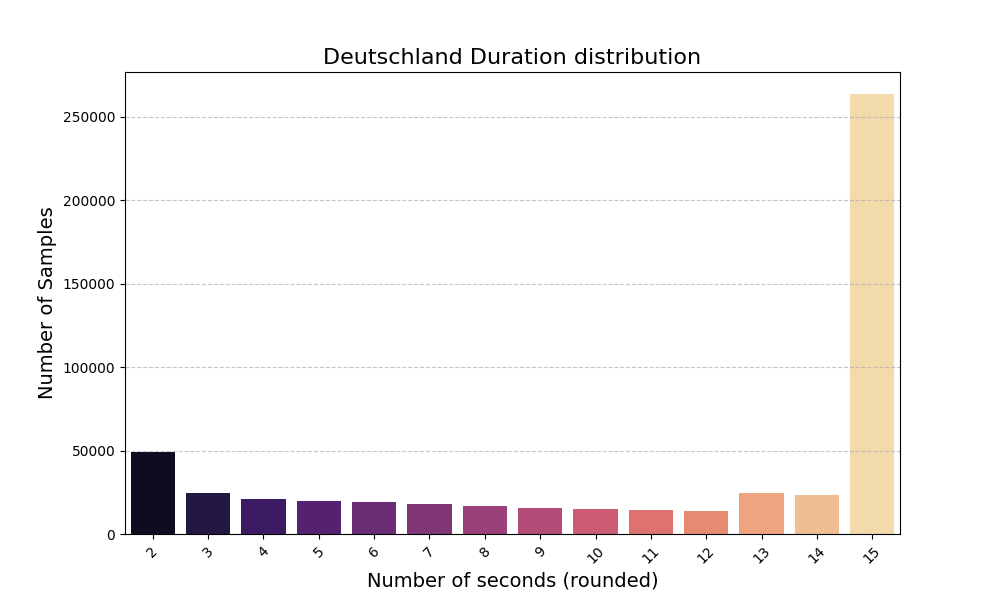 Deutschland Duration distribution
Number of Samples
250000
200000
150000
100000
50000
0
2 3 4 5 6 7 8 9 10 11 12 13 14 15
Number of seconds (rounded)